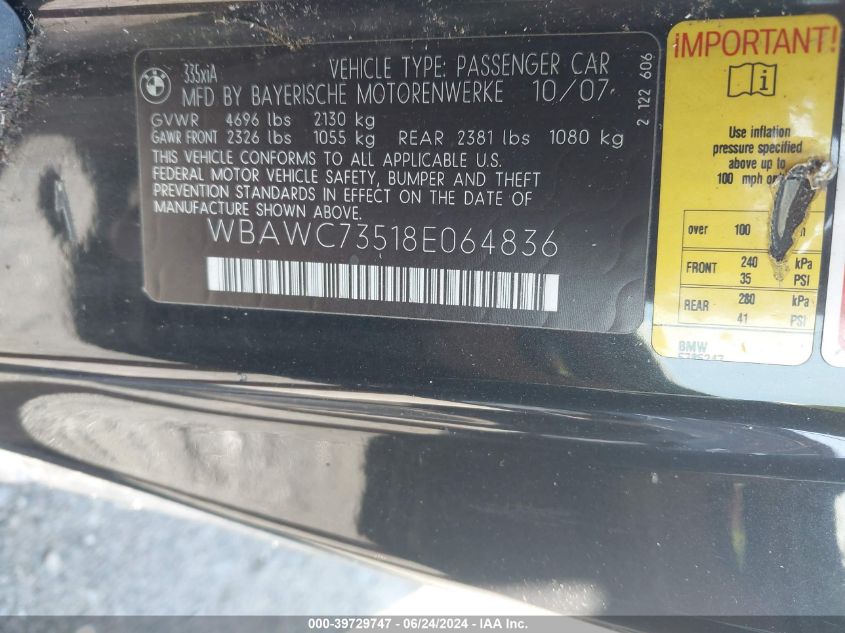 BMW
335xiA
VEHICLE TYPE: PASSENGER CAR
MFD BY BAYERISCHE MOTORENWERKE 10/07
GVWR 4696 lbs 2130 kg
GAWR FRONT 2326 lbs 1055 kg REAR 2381 lbs 1080 kg
THIS VEHICLE CONFORMS TO ALL APPLICABLE U.S.
FEDERAL MOTOR VEHICLE SAFETY, BUMPER AND THEFT
PREVENTION STANDARDS IN EFFECT ON THE DATE OF
MANUFACTURE SHOWN ABOVE.
WBAWC73518E064836
2 122 606
IMPORTANT!
i
Use inflation
pressure specified
above up to
100 mph
over 100
FRONT 240 kPa
35 PSI
REAR 280 kPa
41 PSI
BMW
000-39729747 - 06/24/2024 - IAA Inc.